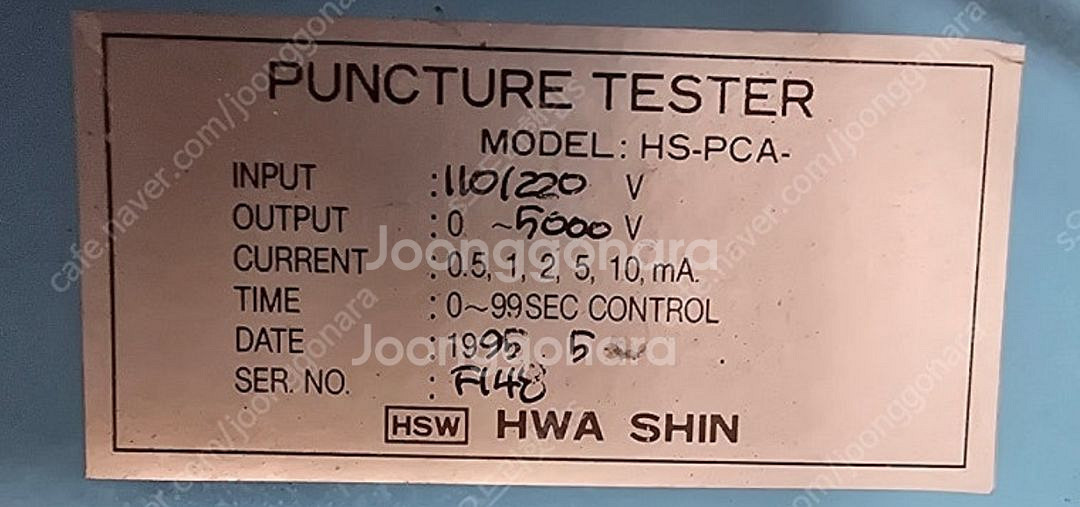 PUNCTURE TESTER
MODEL: HS-PCA-
INPUT : 110/220 V
OUTPUT : 0 ~5000 V
CURRENT : 0.5, 1, 2, 5, 10, mA.
TIME : 0~99SEC CONTROL
DATE : 1995. 5
SER. NO. : F148
HSW HWA SHIN
Joonggonara
Joonggonara
cafe.naver.com/joonggonara